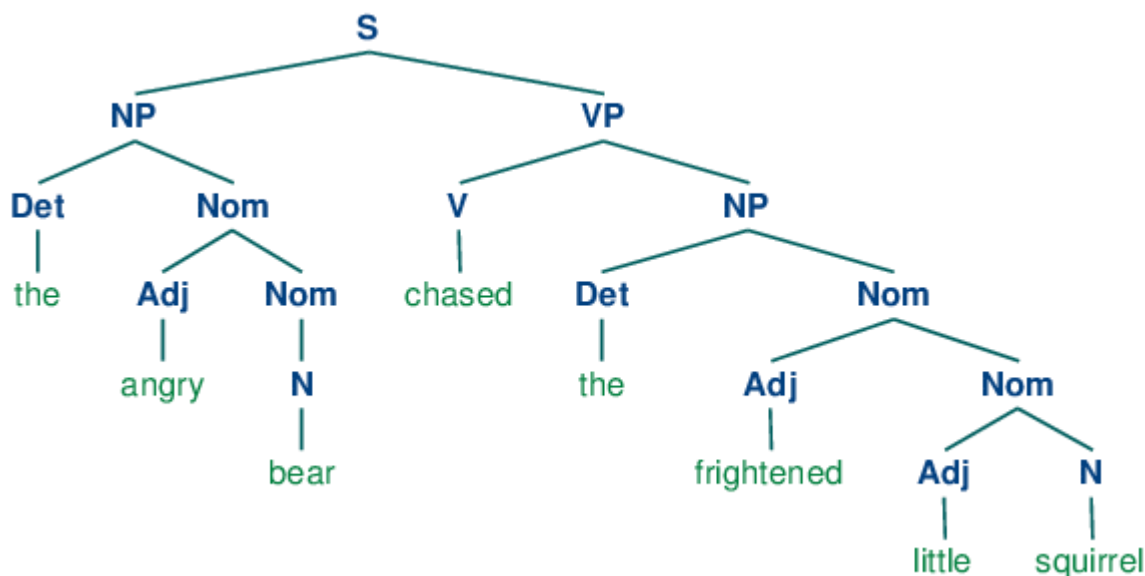 S
NP VP
Det Nom V NP
the Adj Nom chased Det Nom
angry N the Adj Nom
bear frightened Adj N
little squirrel